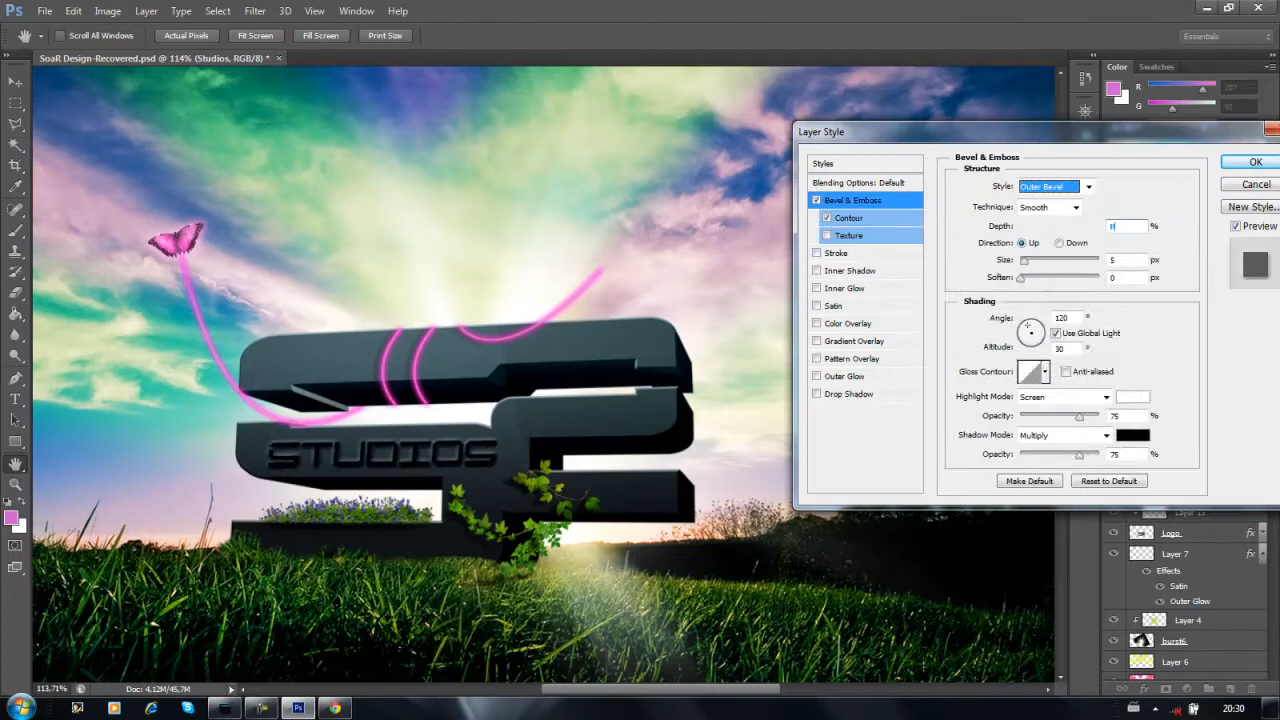 Ps File Edit Image Layer Type Select Filter 3D View Window Help
Scroll All Windows Actual Pixels Fit Screen Fill Screen Print Size Essentials
SoaR Design-Recovered.psd @ 114% (Studios, RGB/8) * ×
Color Swatches
R
G
Layer Style
Styles
Blending Options: Default
Bevel & Emboss
Contour
Texture
Stroke
Inner Shadow
Inner Glow
Satin
Color Overlay
Gradient Overlay
Pattern Overlay
Outer Glow
Drop Shadow
Bevel & Emboss
Structure
Style: Outer Bevel
Technique: Smooth
Depth: %
Direction: Up Down
Size: 5 px
Soften: 0 px
Shading
Angle: 120 °
Use Global Light
Altitude: 30 °
Gloss Contour: Anti-aliased
Highlight Mode: Screen
Opacity: 75 %
Shadow Mode: Multiply
Opacity: 75 %
Make Default Reset to Default
OK
Cancel
New Style...
Preview
STUDIOS
Logo fx
Layer 7 fx
Effects
Satin
Outer Glow
Layer 4
burst6
Layer 6
113,71% Doc: 4,12M/45,7M
20:30